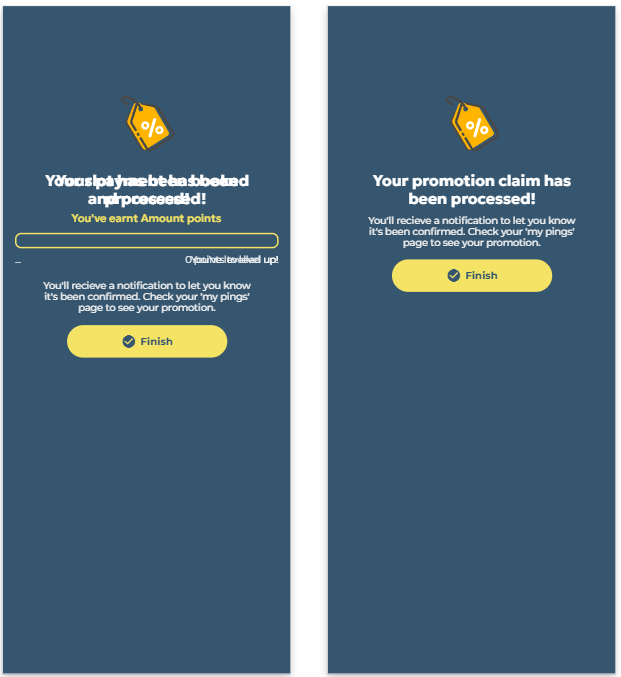 %
You've earnt Amount points
You'll recieve a notification to let you know
it's been confirmed. Check your 'my pings'
page to see your promotion.
Finish
%
Your promotion claim has
been processed!
You'll recieve a notification to let you know
it's been confirmed. Check your 'my pings'
page to see your promotion.
Finish